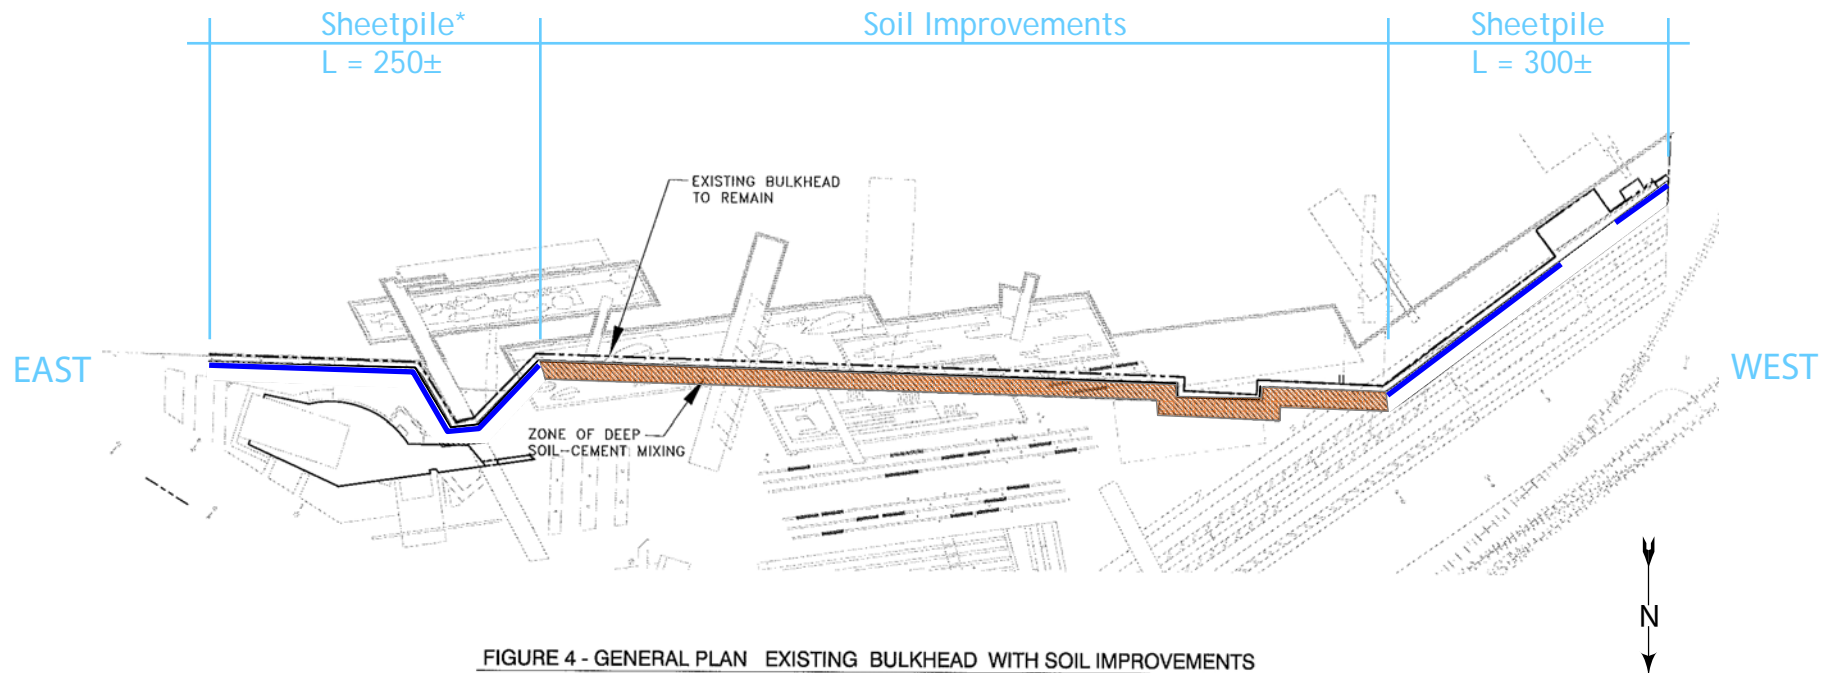 Sheetpile*
Soil Improvements
Sheetpile
L = 250±
L = 300±
EXISTING BULKHEAD
TO REMAIN
EAST
WEST
ZONE OF DEEP
SOIL-CEMENT MIXING
N
FIGURE 4 - GENERAL PLAN EXISTING BULKHEAD WITH SOIL IMPROVEMENTS